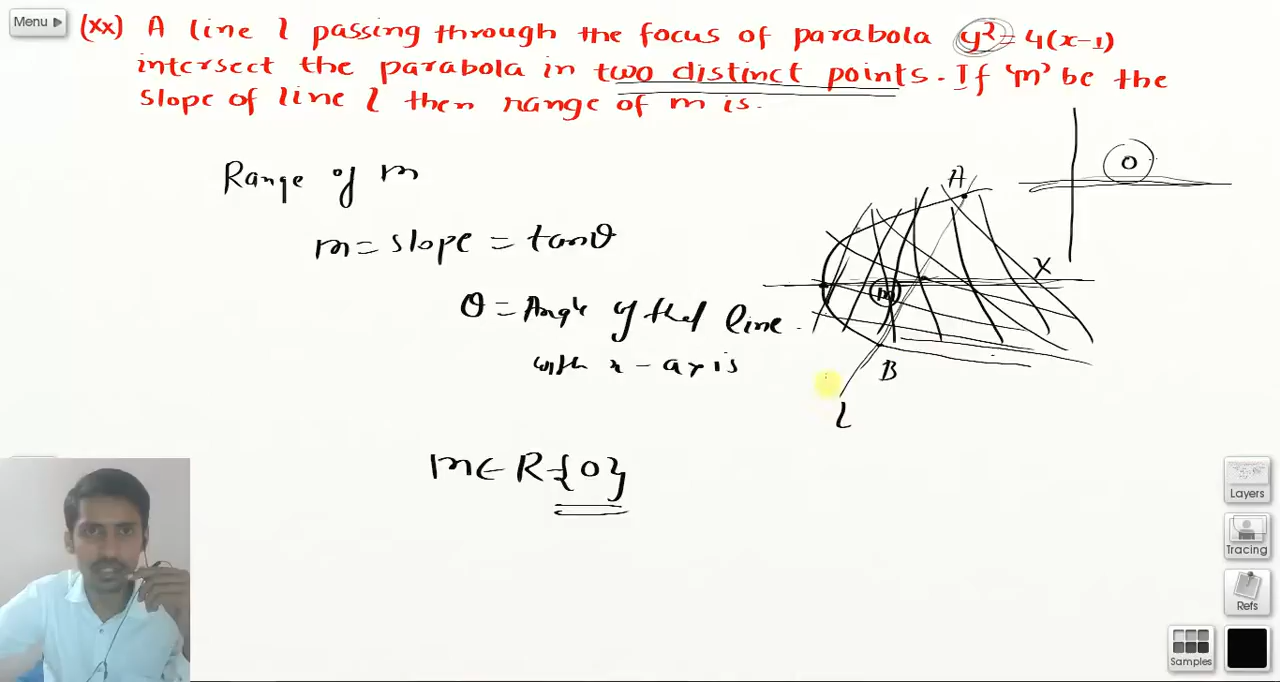 Menu
(xx) A line l passing through the focus of parabola y²=4(x-1)
intersect the parabola in two distinct points. If 'm' be the
slope of line l then range of m is.
Range of m
m = slope = tanθ
θ = Angle of the line
with x-axis
m∈R-{0}
A
X
m
B
L
0
Layers
Tracing
Refs
Samples